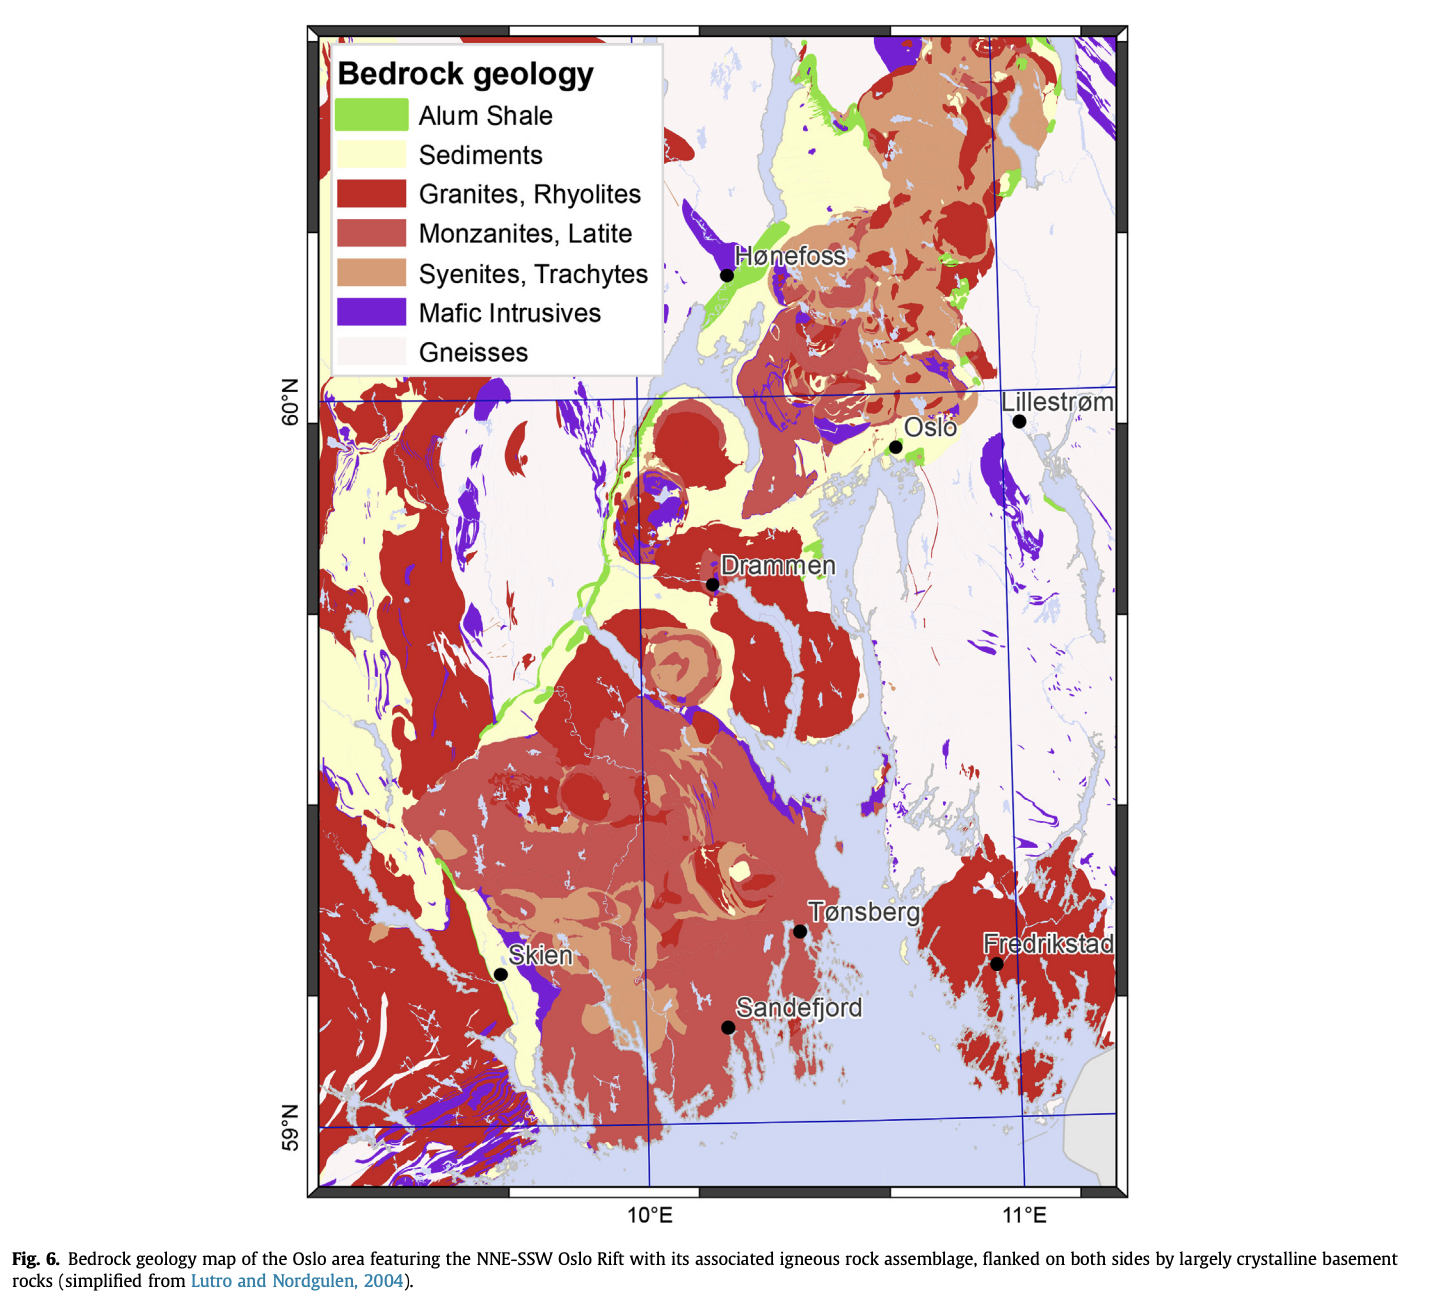 Bedrock geology
Alum Shale
Sediments
Granites, Rhyolites
Monzanites, Latite
Syenites, Trachytes
Mafic Intrusives
Gneisses
Hønefoss
60°N
Lillestrøm
Oslo
Drammen
Tønsberg
Fredrikstad
Skien
Sandefjord
59°N
10°E
11°E
Fig. 6. Bedrock geology map of the Oslo area featuring the NNE-SSW Oslo Rift with its associated igneous rock assemblage, flanked on both sides by largely crystalline basement
rocks (simplified from Lutro and Nordgulen, 2004).